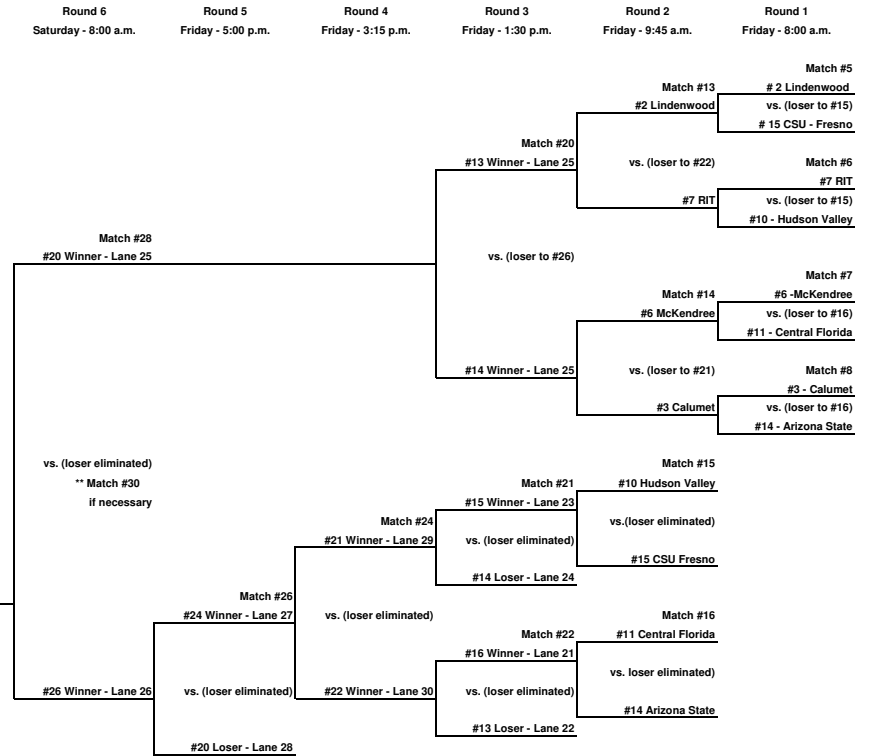 Round 6 Round 5 Round 4 Round 3 Round 2 Round 1
Saturday - 8:00 a.m. Friday - 5:00 p.m. Friday - 3:15 p.m. Friday - 1:30 p.m. Friday - 9:45 a.m. Friday - 8:00 a.m.
Match #5
Match #13 # 2 Lindenwood
#2 Lindenwood vs. (loser to #15)
# 15 CSU - Fresno
Match #20
#13 Winner - Lane 25 vs. (loser to #22) Match #6
#7 RIT
#7 RIT vs. (loser to #15)
#10 - Hudson Valley
Match #28
#20 Winner - Lane 25 vs. (loser to #26)
Match #7
Match #14 #6 -McKendree
#6 McKendree vs. (loser to #16)
#11 - Central Florida
#14 Winner - Lane 25 vs. (loser to #21) Match #8
#3 - Calumet
#3 Calumet vs. (loser to #16)
#14 - Arizona State
vs. (loser eliminated) Match #15
** Match #30 Match #21 #10 Hudson Valley
if necessary #15 Winner - Lane 23
Match #24 vs.(loser eliminated)
#21 Winner - Lane 29 vs. (loser eliminated)
#15 CSU Fresno
#14 Loser - Lane 24
Match #26
#24 Winner - Lane 27 vs. (loser eliminated) Match #16
Match #22 #11 Central Florida
#16 Winner - Lane 21
vs. loser eliminated)
#26 Winner - Lane 26 vs. (loser eliminated) #22 Winner - Lane 30 vs. (loser eliminated)
#14 Arizona State
#13 Loser - Lane 22
#20 Loser - Lane 28